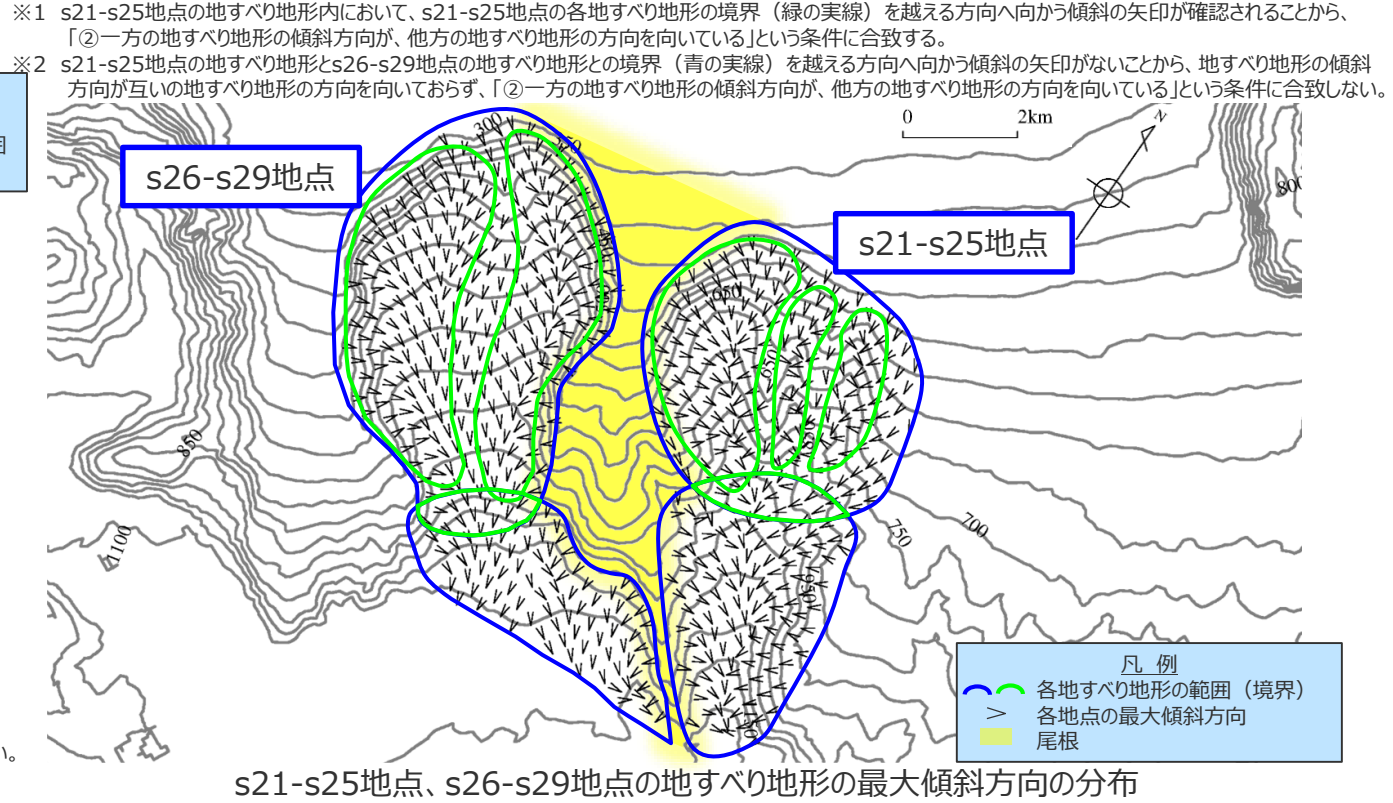 ※1 s21-s25地点の地すべり地形内において、s21-s25地点の各地すべり地形の境界（緑の実線）を越える方向へ向かう傾斜の矢印が確認されることから、
「②一方の地すべり地形の傾斜方向が、他方の地すべり地形の方向を向いている」という条件に合致する。
※2 s21-s25地点の地すべり地形とs26-s29地点の地すべり地形との境界（青の実線）を越える方向へ向かう傾斜の矢印がないことから、地すべり地形の傾斜
方向が互いの地すべり地形の方向を向いておらず、「②一方の地すべり地形の傾斜方向が、他方の地すべり地形の方向を向いている」という条件に合致しない。
0 2km
N
300
s26-s29地点
800
s21-s25地点
650
850
1100
750
700
凡 例
各地すべり地形の範囲（境界）
各地点の最大傾斜方向
尾根
い。
s21-s25地点、s26-s29地点の地すべり地形の最大傾斜方向の分布